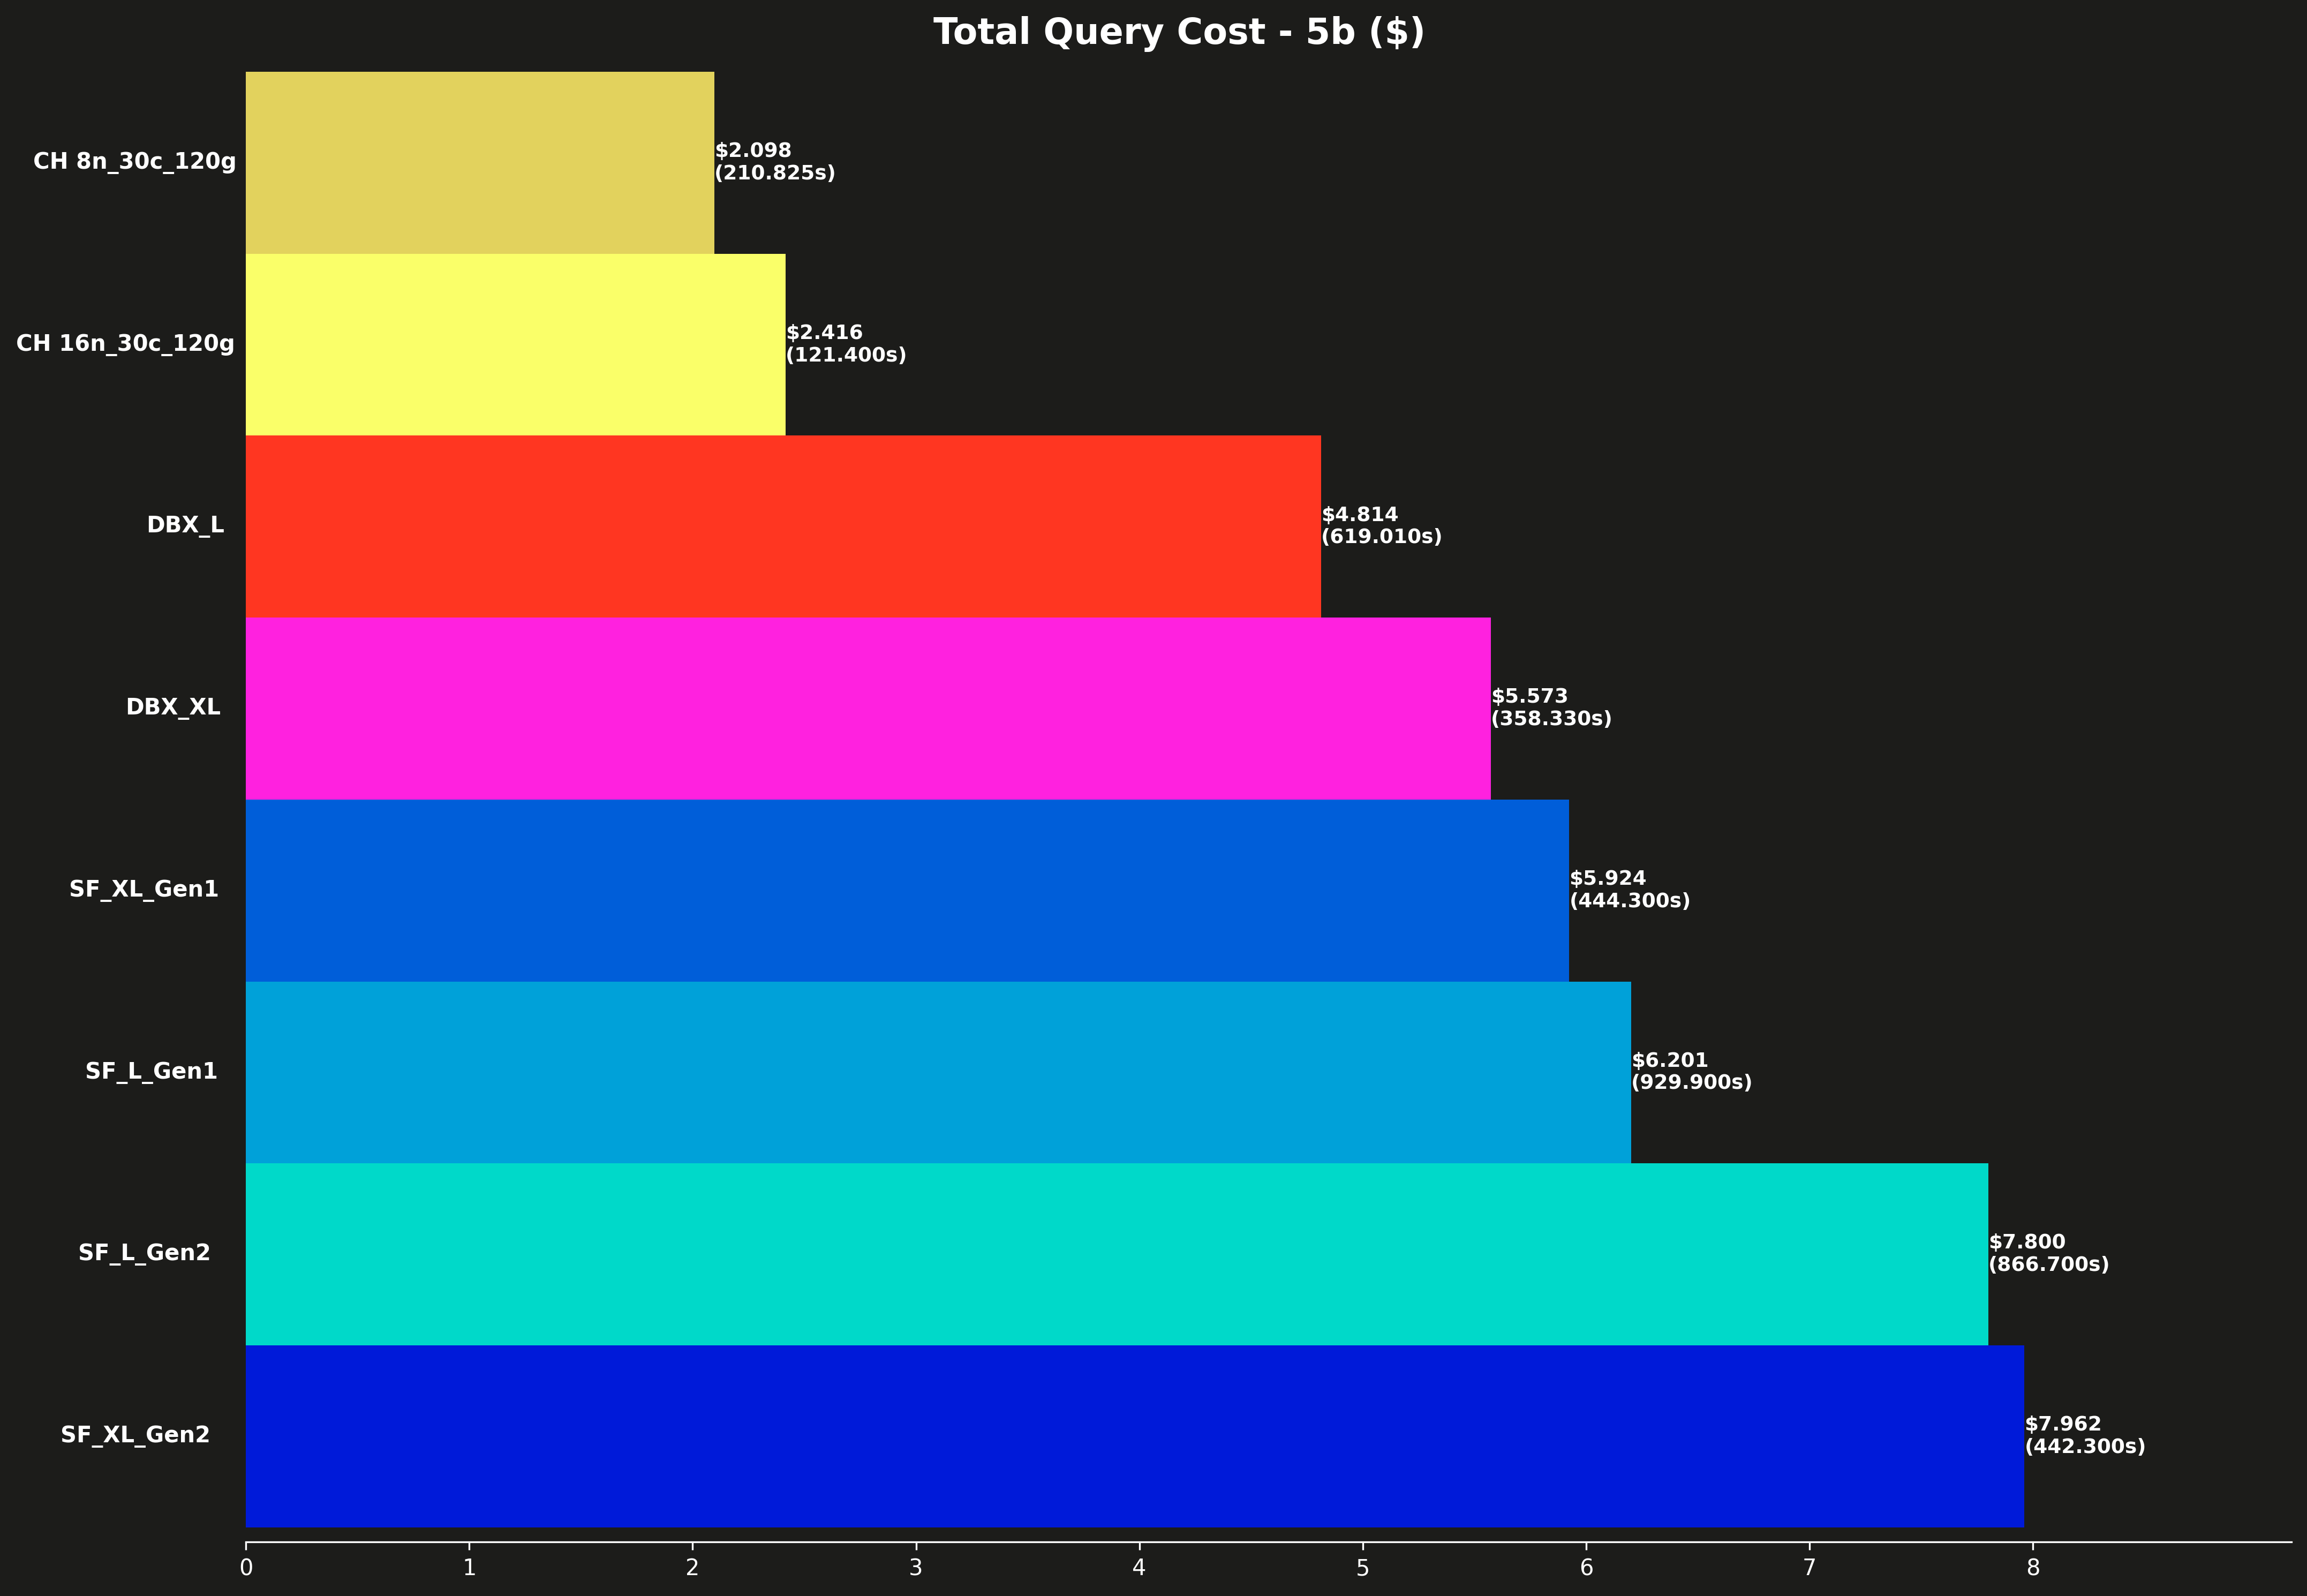 Total Query Cost - 5b ($)
CH 8n_30c_120g
$2.098
(210.825s)
CH 16n_30c_120g
$2.416
(121.400s)
DBX_L
$4.814
(619.010s)
DBX_XL
$5.573
(358.330s)
SF_XL_Gen1
$5.924
(444.300s)
SF_L_Gen1
$6.201
(929.900s)
SF_L_Gen2
$7.800
(866.700s)
SF_XL_Gen2
$7.962
(442.300s)
0 1 2 3 4 5 6 7 8